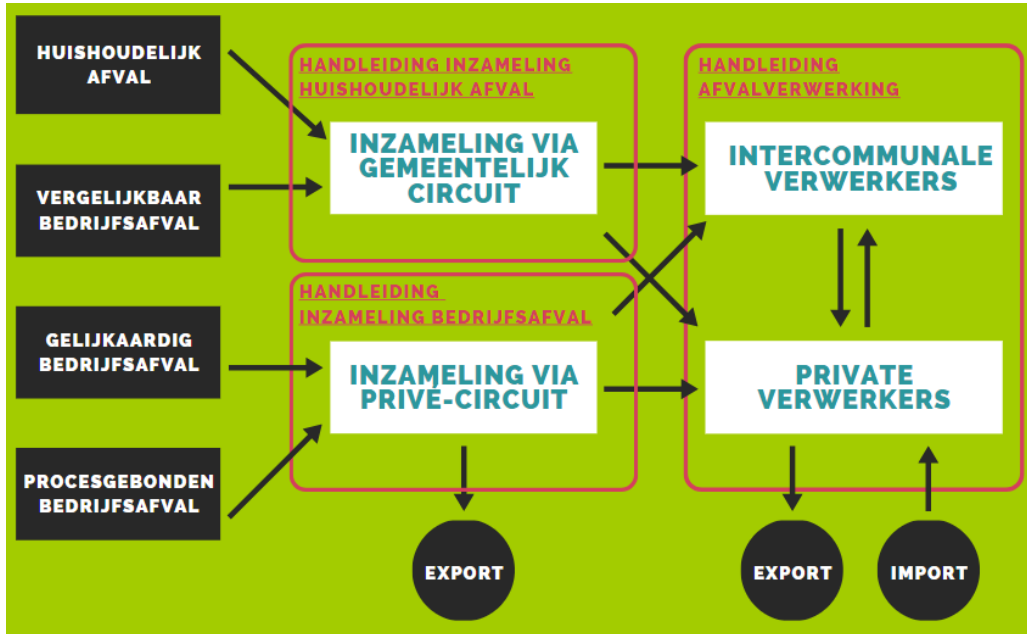 HUISHOUDELIJK
AFVAL
VERGELIJKBAAR
BEDRIJFSAFVAL
GELIJKAARDIG
BEDRIJFSAFVAL
PROCESGEBONDEN
BEDRIJFSAFVAL
HANDLEIDING INZAMELING
HUISHOUDELIJK AFVAL
INZAMELING VIA
GEMEENTELIJK
CIRCUIT
HANDLEIDING
INZAMELING BEDRIJFSAFVAL
INZAMELING VIA
PRIVÉ-CIRCUIT
EXPORT
HANDLEIDING
AFVALVERWERKING
INTERCOMMUNALE
VERWERKERS
PRIVATE
VERWERKERS
EXPORT
IMPORT